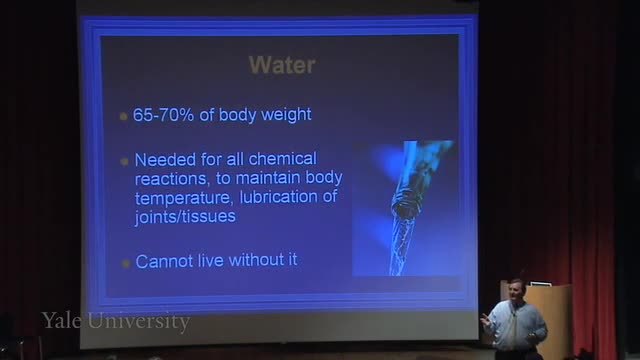 Water
65-70% of body weight
Needed for all chemical
reactions, to maintain body
temperature, lubrication of
joints/tissues
Cannot live without it
Yale University